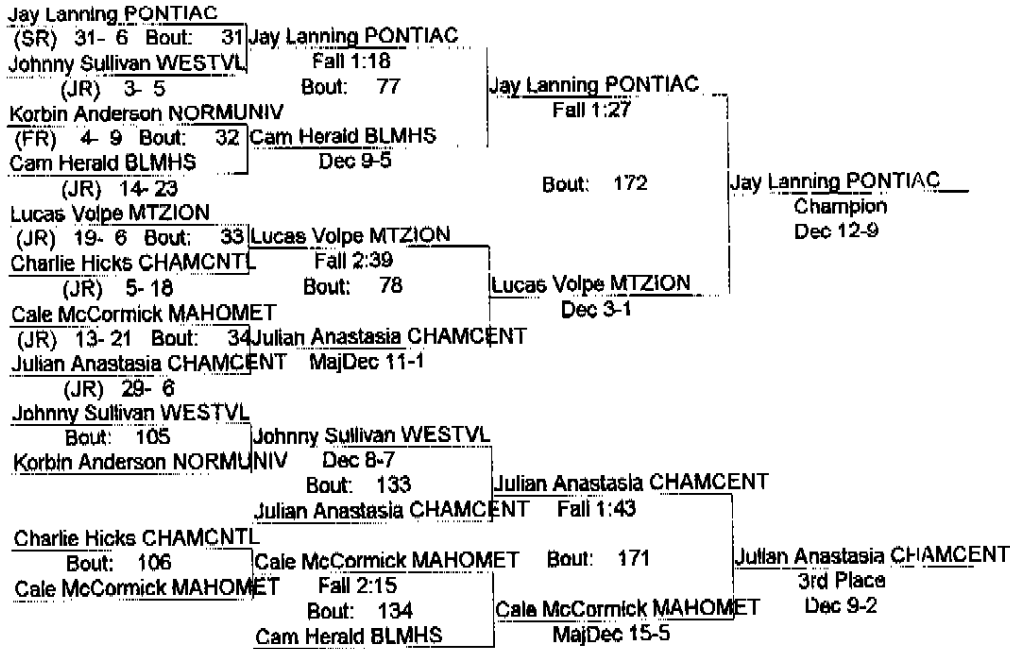 Jay Lanning PONTIAC
(SR) 31- 6 Bout: 31 Jay Lanning PONTIAC
Johnny Sullivan WESTVL Fall 1:18
(JR) 3- 5 Bout: 77 Jay Lanning PONTIAC
Korbin Anderson NORMUNIV Fall 1:27
(FR) 4- 9 Bout: 32 Cam Herald BLMHS
Cam Herald BLMHS Dec 9-5
(JR) 14- 23 Bout: 172 Jay Lanning PONTIAC
Lucas Volpe MTZION Champion
(JR) 19- 6 Bout: 33 Lucas Volpe MTZION Dec 12-9
Charlie Hicks CHAMCNTL Fall 2:39
(JR) 5- 18 Bout: 78 Lucas Volpe MTZION
Cale McCormick MAHOMET Dec 3-1
(JR) 13- 21 Bout: 34 Julian Anastasia CHAMCENT
Julian Anastasia CHAMCENT MajDec 11-1
(JR) 29- 6
Johnny Sullivan WESTVL
Bout: 105 Johnny Sullivan WESTVL
Korbin Anderson NORMUNIV Dec 8-7
Bout: 133 Julian Anastasia CHAMCENT
Julian Anastasia CHAMCENT Fall 1:43
Charlie Hicks CHAMCNTL
Bout: 106 Cale McCormick MAHOMET Bout: 171 Julian Anastasia CHAMCENT
Cale McCormick MAHOMET Fall 2:15 3rd Place
Bout: 134 Cale McCormick MAHOMET Dec 9-2
Cam Herald BLMHS MajDec 15-5